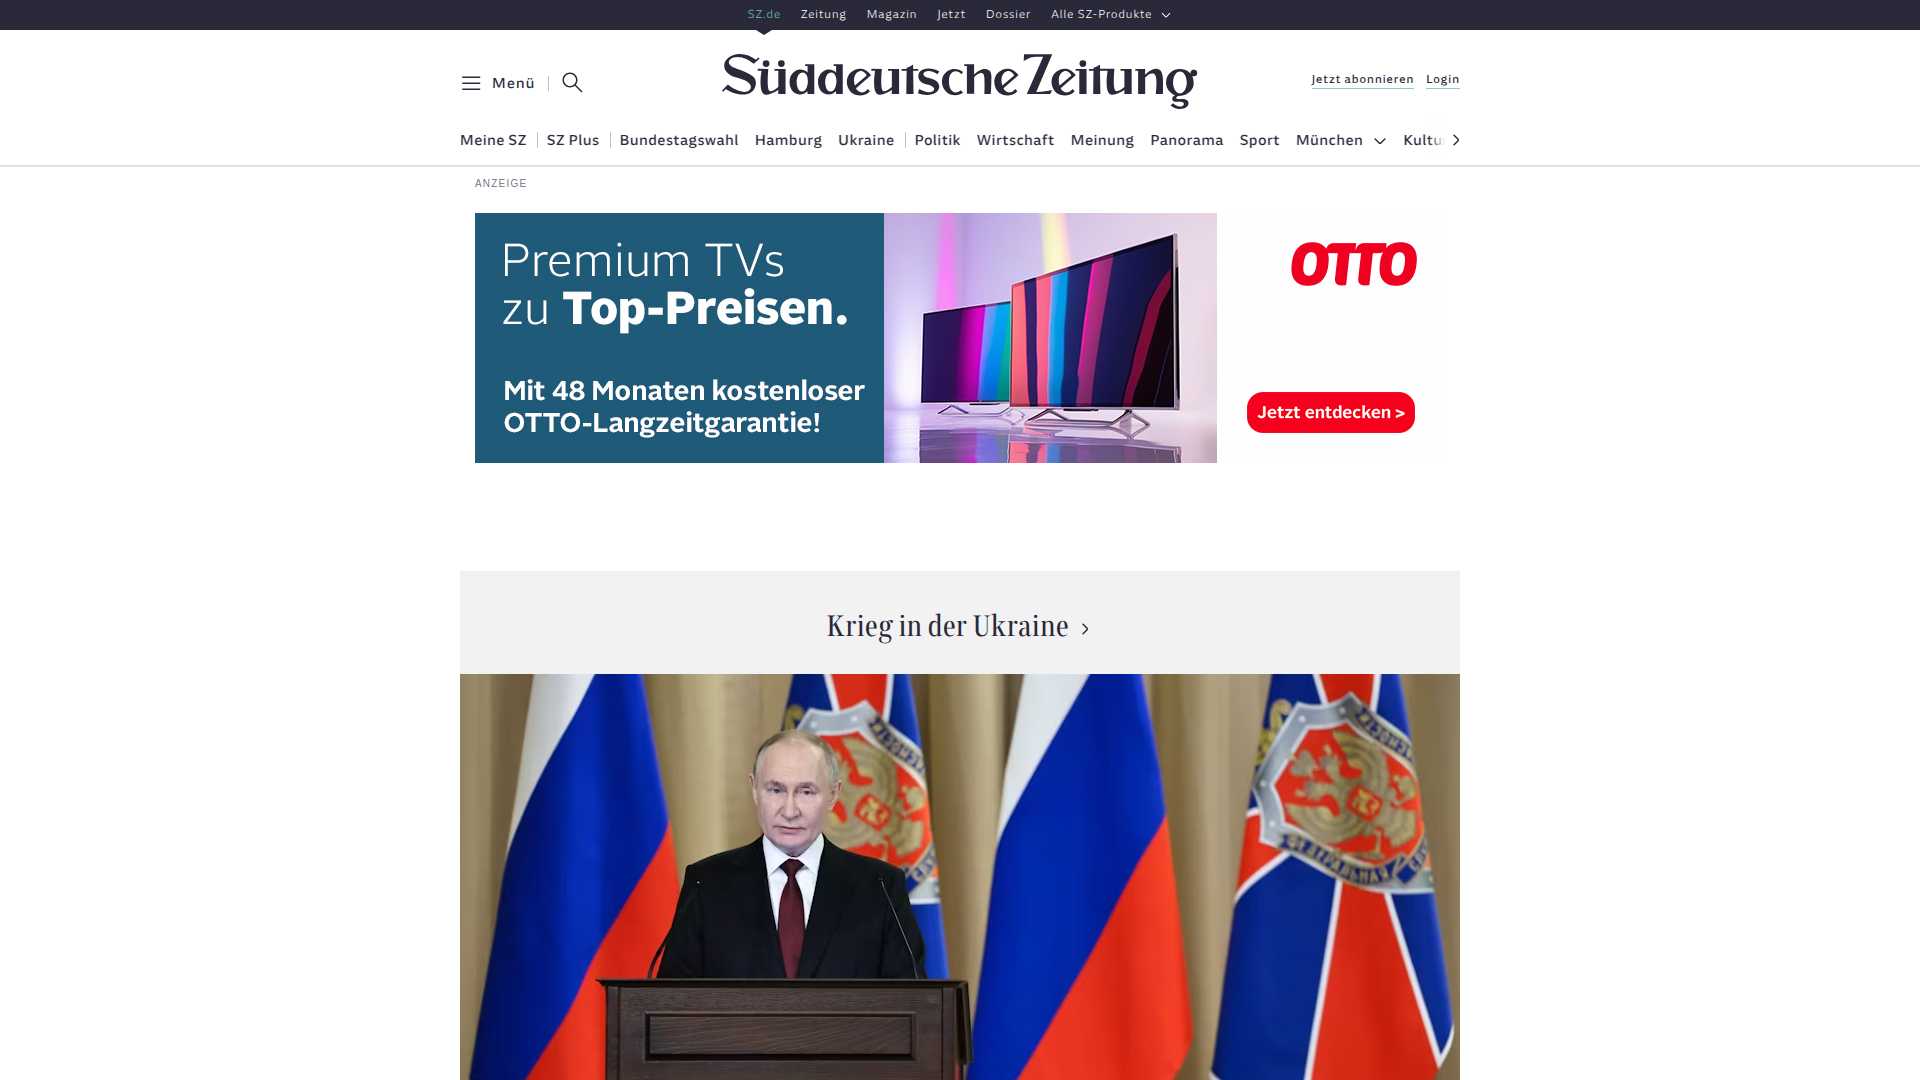 SZ.de Zeitung Magazin Jetzt Dossier Alle SZ-Produkte
Menü
Süddeutsche Zeitung
Jetzt abonnieren Login
Meine SZ SZ Plus Bundestagswahl Hamburg Ukraine Politik Wirtschaft Meinung Panorama Sport München Kultu
ANZEIGE
Premium TVs
zu Top-Preisen.
Mit 48 Monaten kostenloser
OTTO-Langzeitgarantie!
OTTO
Jetzt entdecken >
Krieg in der Ukraine